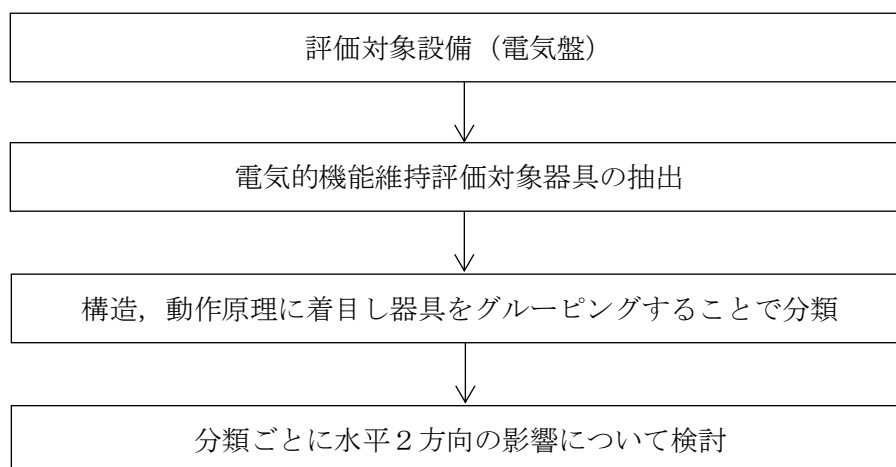 評価対象設備（電気盤）
電気的機能維持評価対象器具の抽出
構造，動作原理に着目し器具をグルーピングすることで分類
分類ごとに水平２方向の影響について検討